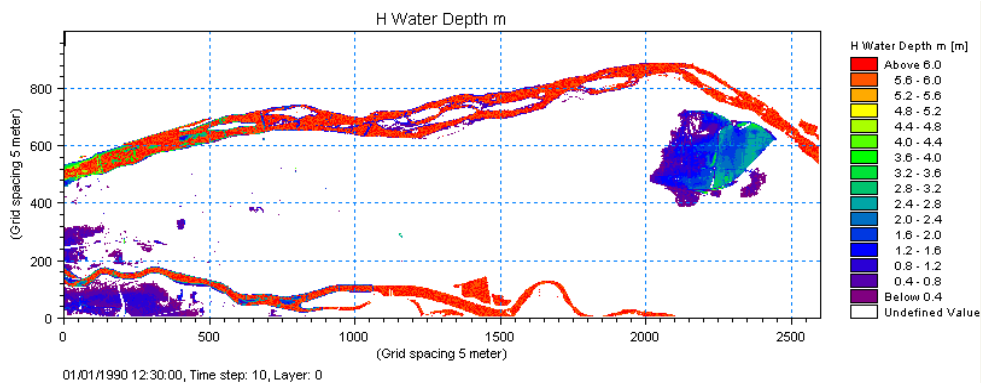 H Water Depth m
800
600
400
200
0
(Grid spacing 5 meter)
0 500 1000 1500 2000 2500
(Grid spacing 5 meter)
01/01/1990 12:30:00, Time step: 10, Layer: 0
H Water Depth m [m]
Above 6.0
5.6 - 6.0
5.2 - 5.6
4.8 - 5.2
4.4 - 4.8
4.0 - 4.4
3.6 - 4.0
3.2 - 3.6
2.8 - 3.2
2.4 - 2.8
2.0 - 2.4
1.6 - 2.0
1.2 - 1.6
0.8 - 1.2
0.4 - 0.8
Below 0.4
Undefined Value